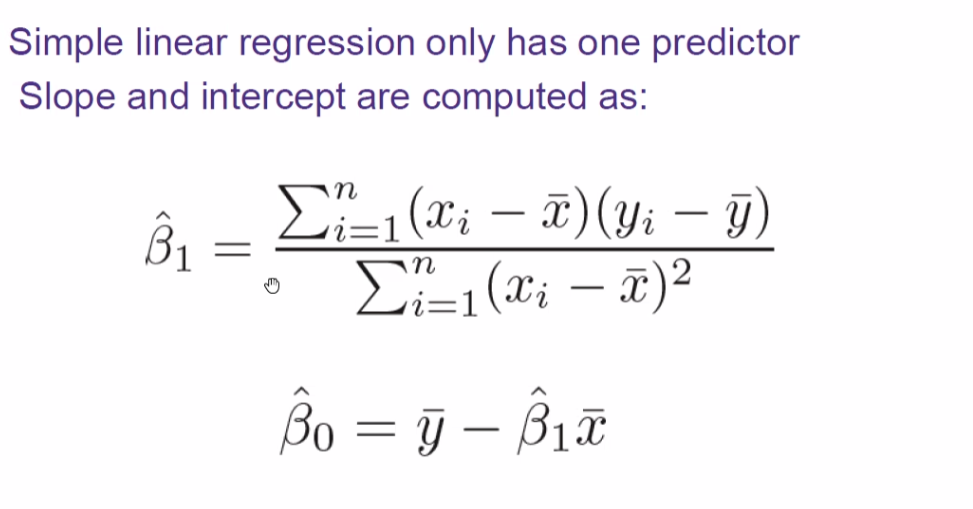 Simple linear regression only has one predictor
Slope and intercept are computed as:
$\hat{\beta}_1 = \frac{\sum_{i=1}^{n}(x_i - \bar{x})(y_i - \bar{y})}{\sum_{i=1}^{n}(x_i - \bar{x})^2}$
$\hat{\beta}_0 = \bar{y} - \hat{\beta}_1\bar{x}$